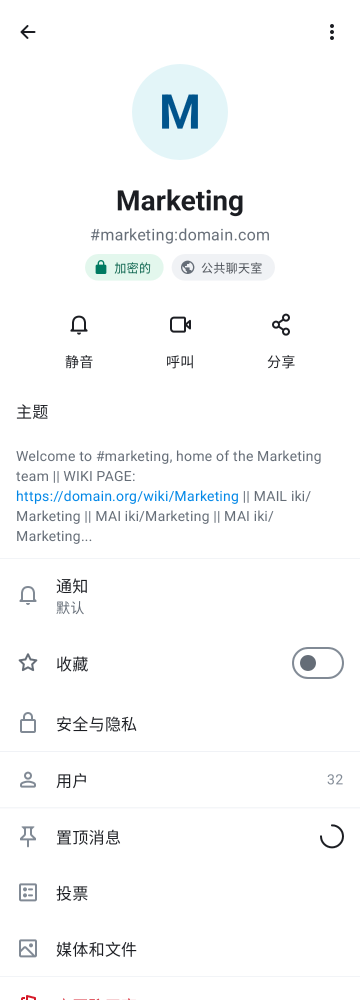 M
Marketing
#marketing:domain.com
加密的 公共聊天室
静音 呼叫 分享
主题
Welcome to #marketing, home of the Marketing
team || WIKI PAGE:
https://domain.org/wiki/Marketing || MAIL iki/
Marketing || MAI iki/Marketing || MAI iki/
Marketing...
通知
默认
收藏
安全与隐私
用户 32
置顶消息
投票
媒体和文件